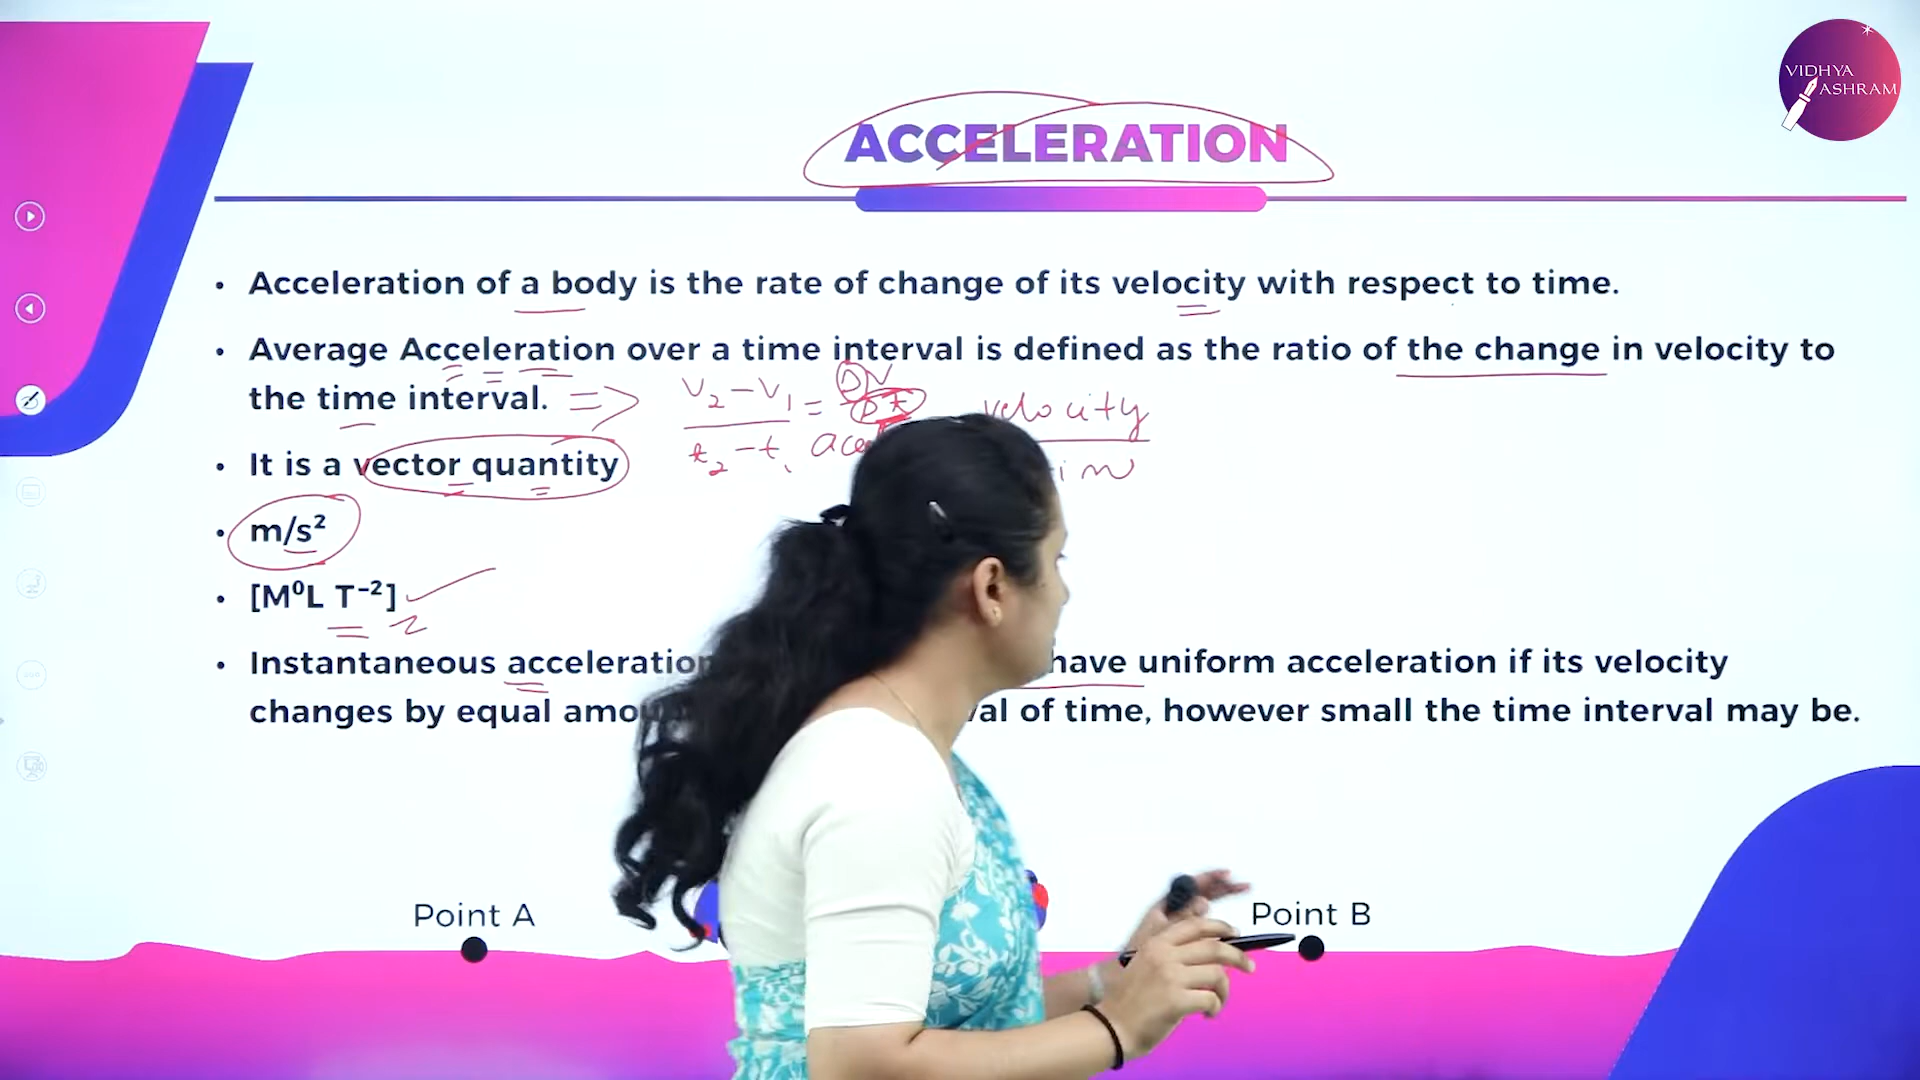 VIDHYA
ASHRAM
ACCELERATION
• Acceleration of a body is the rate of change of its velocity with respect to time.
• Average Acceleration over a time interval is defined as the ratio of the change in velocity to
the time interval. => V₂ - V₁ = ΔV velocity
t₂ - t₁ Δt
• It is a vector quantity
• m/s²
• [M⁰L T⁻²]
• Instantaneous have uniform acceleration if its velocity
changes by equal of time, however small the time interval may be.
Point A Point B